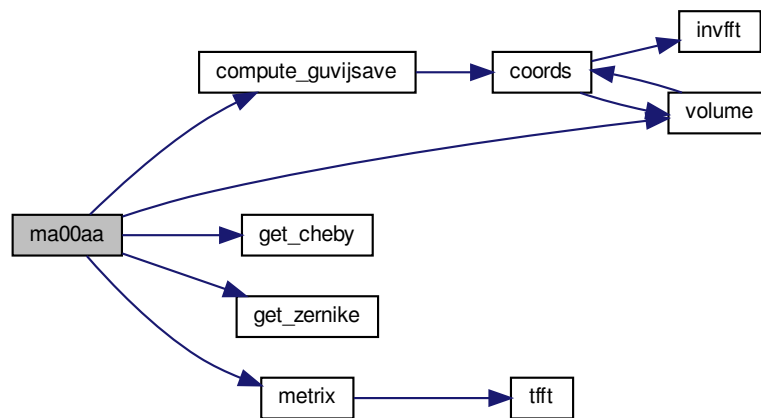 invfft
compute_guvijsave
coords
volume
ma00aa
get_cheby
get_zernike
metrix
tfft